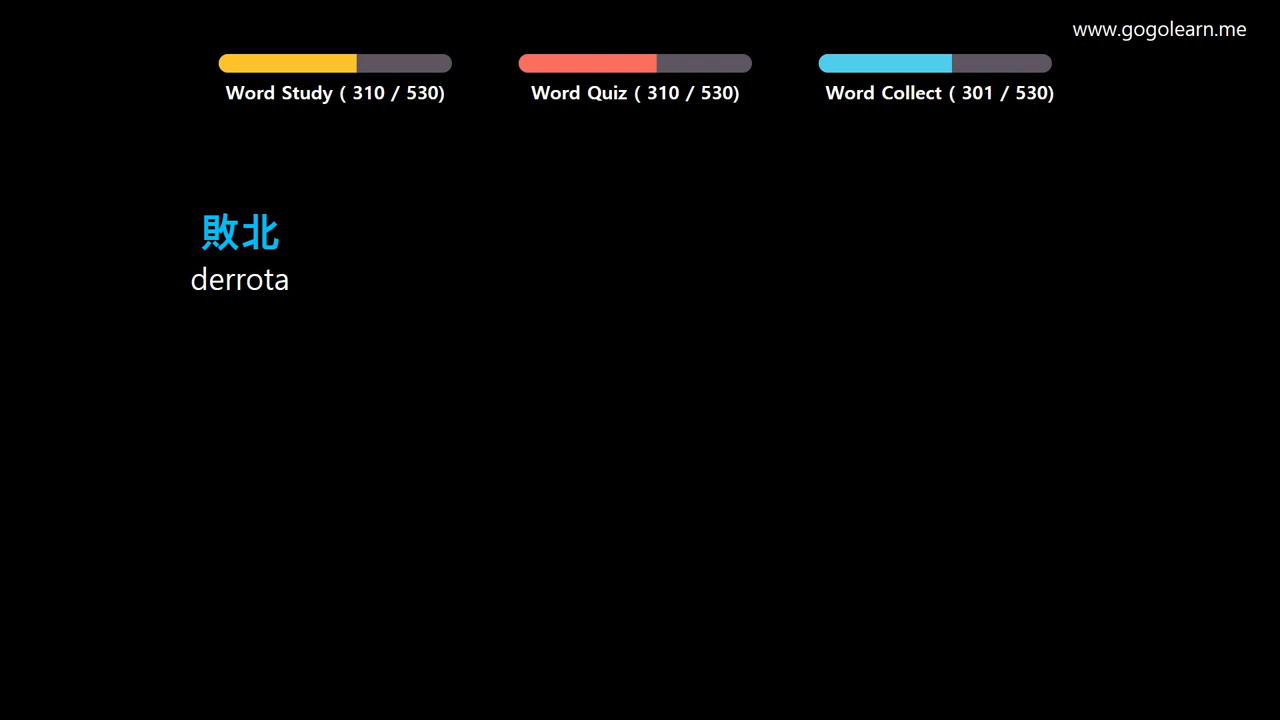 www.gogolearn.me
Word Study ( 310 / 530)
Word Quiz ( 310 / 530)
Word Collect ( 301 / 530)
敗北
derrota